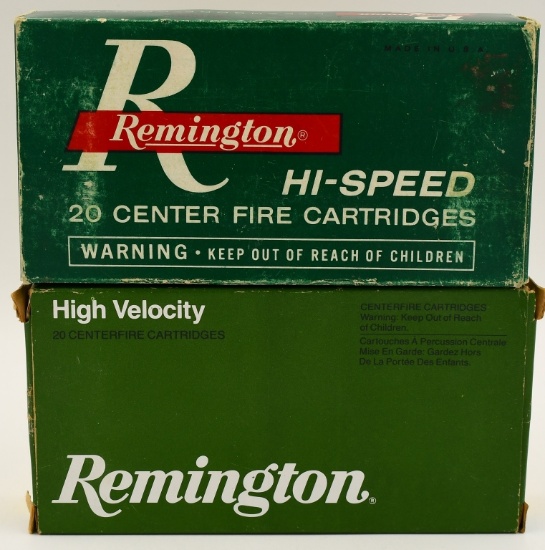 MADE IN U.S.A.
R
Remington®
HI-SPEED
20 CENTER FIRE CARTRIDGES
WARNING • KEEP OUT OF REACH OF CHILDREN
High Velocity
20 CENTERFIRE CARTRIDGES
CENTERFIRE CARTRIDGES
Warning: Keep Out of Reach
of Children.
Cartouches A Percussion Centrale
Mise En Garde: Gardez Hors
De La Portée Des Enfants.
Remington®